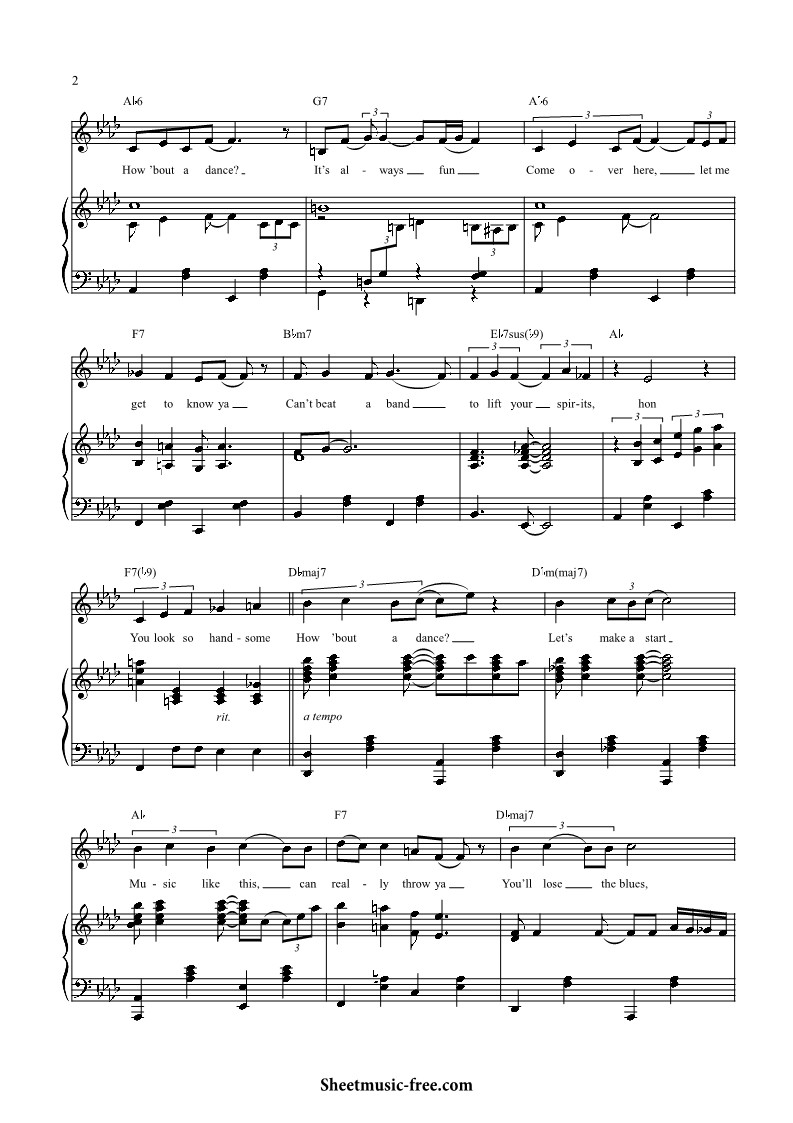 2
A♭6 G7 A♭6
3 3 3
How 'bout a dance? It's al - ways fun Come o - ver here, let me
3 3 3
F7 B♭m7 E♭7sus(♭9) A♭
3 3
get to know ya Can't beat a band to lift your spir - its, hon
3 3
F7(♭9) D♭maj7 D♭m(maj7)
3 3 3
You look so hand - some How 'bout a dance? Let's make a start
rit. a tempo
A♭ F7 D♭maj7
3 3
Mu - sic like this, can real - ly throw ya You'll lose the blues,
3
Sheetmusic-free.com